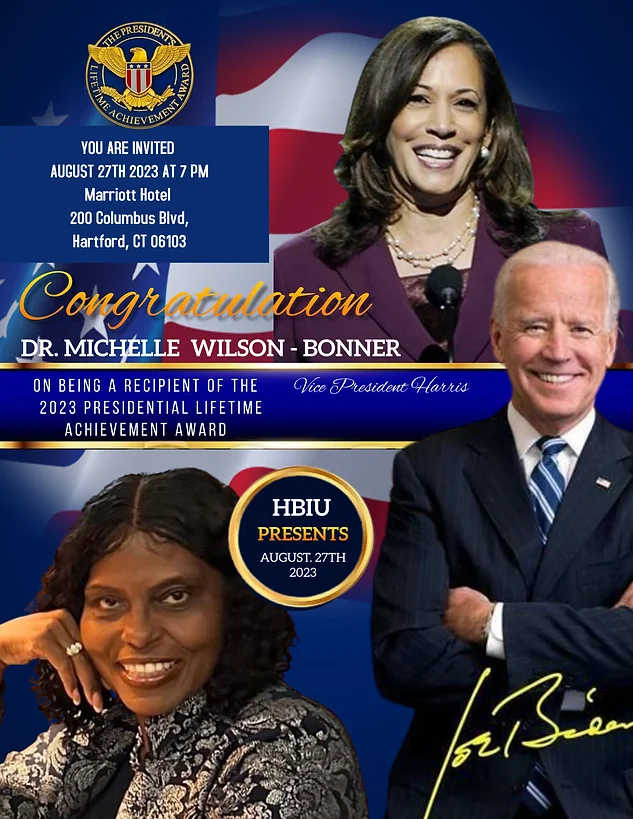 THE PRESIDENT'S
LIFETIME ACHIEVEMENT AWARD
YOU ARE INVITED
AUGUST 27TH 2023 AT 7 PM
Marriott Hotel
200 Columbus Blvd,
Hartford, CT 06103
Congratulation
DR. MICHELLE WILSON - BONNER
ON BEING A RECIPIENT OF THE
2023 PRESIDENTIAL LIFETIME
ACHIEVEMENT AWARD
Vice President Harris
HBIU
PRESENTS
AUGUST. 27TH
2023
Joe Biden